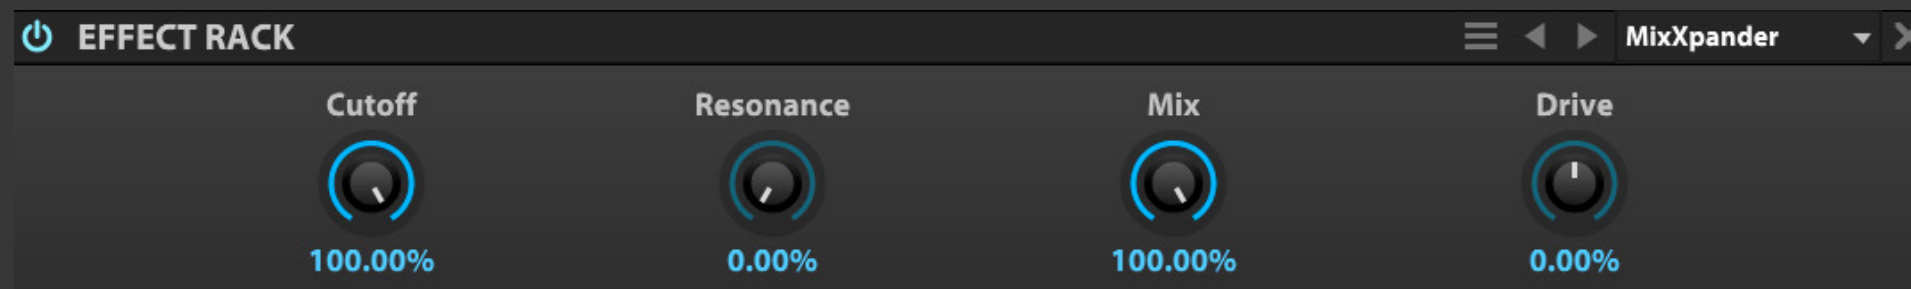 EFFECT RACK MixXpander
Cutoff Resonance Mix Drive
100.00% 0.00% 100.00% 0.00%